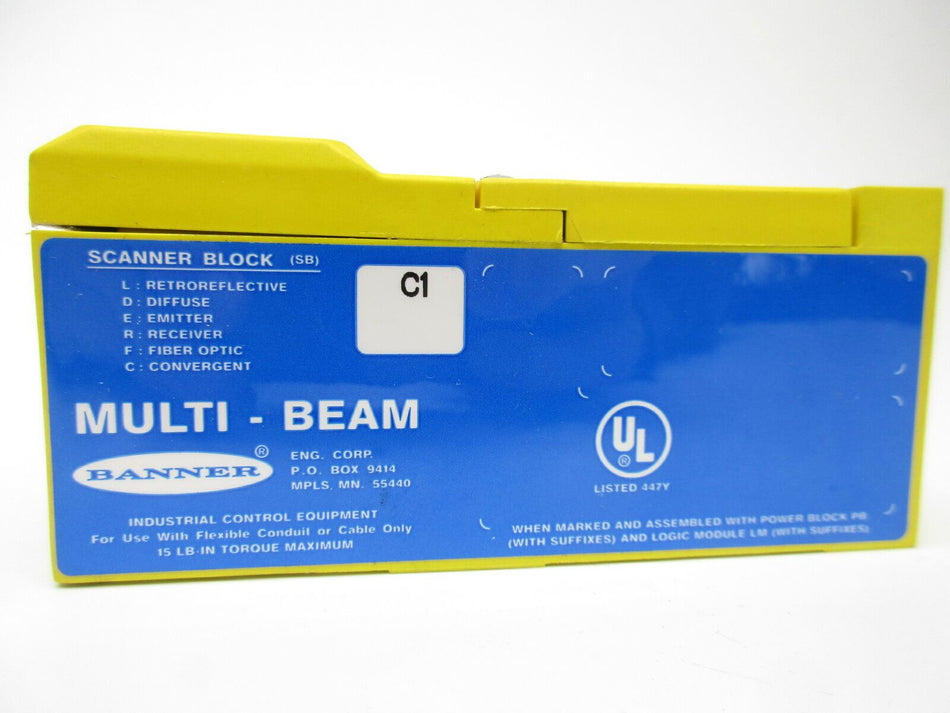 SCANNER BLOCK (SB)
L : RETROREFLECTIVE
D : DIFFUSE
E : EMITTER
R : RECEIVER
F : FIBER OPTIC
C : CONVERGENT
C1
MULTI - BEAM
BANNER ®
ENG. CORP.
P.O. BOX 9414
MPLS, MN. 55440
INDUSTRIAL CONTROL EQUIPMENT
For Use With Flexible Conduit or Cable Only
15 LB-IN TORQUE MAXIMUM
UL ®
LISTED 447Y
WHEN MARKED AND ASSEMBLED WITH POWER BLOCK PB
(WITH SUFFIXES) AND LOGIC MODULE LM (WITH SUFFIXES)